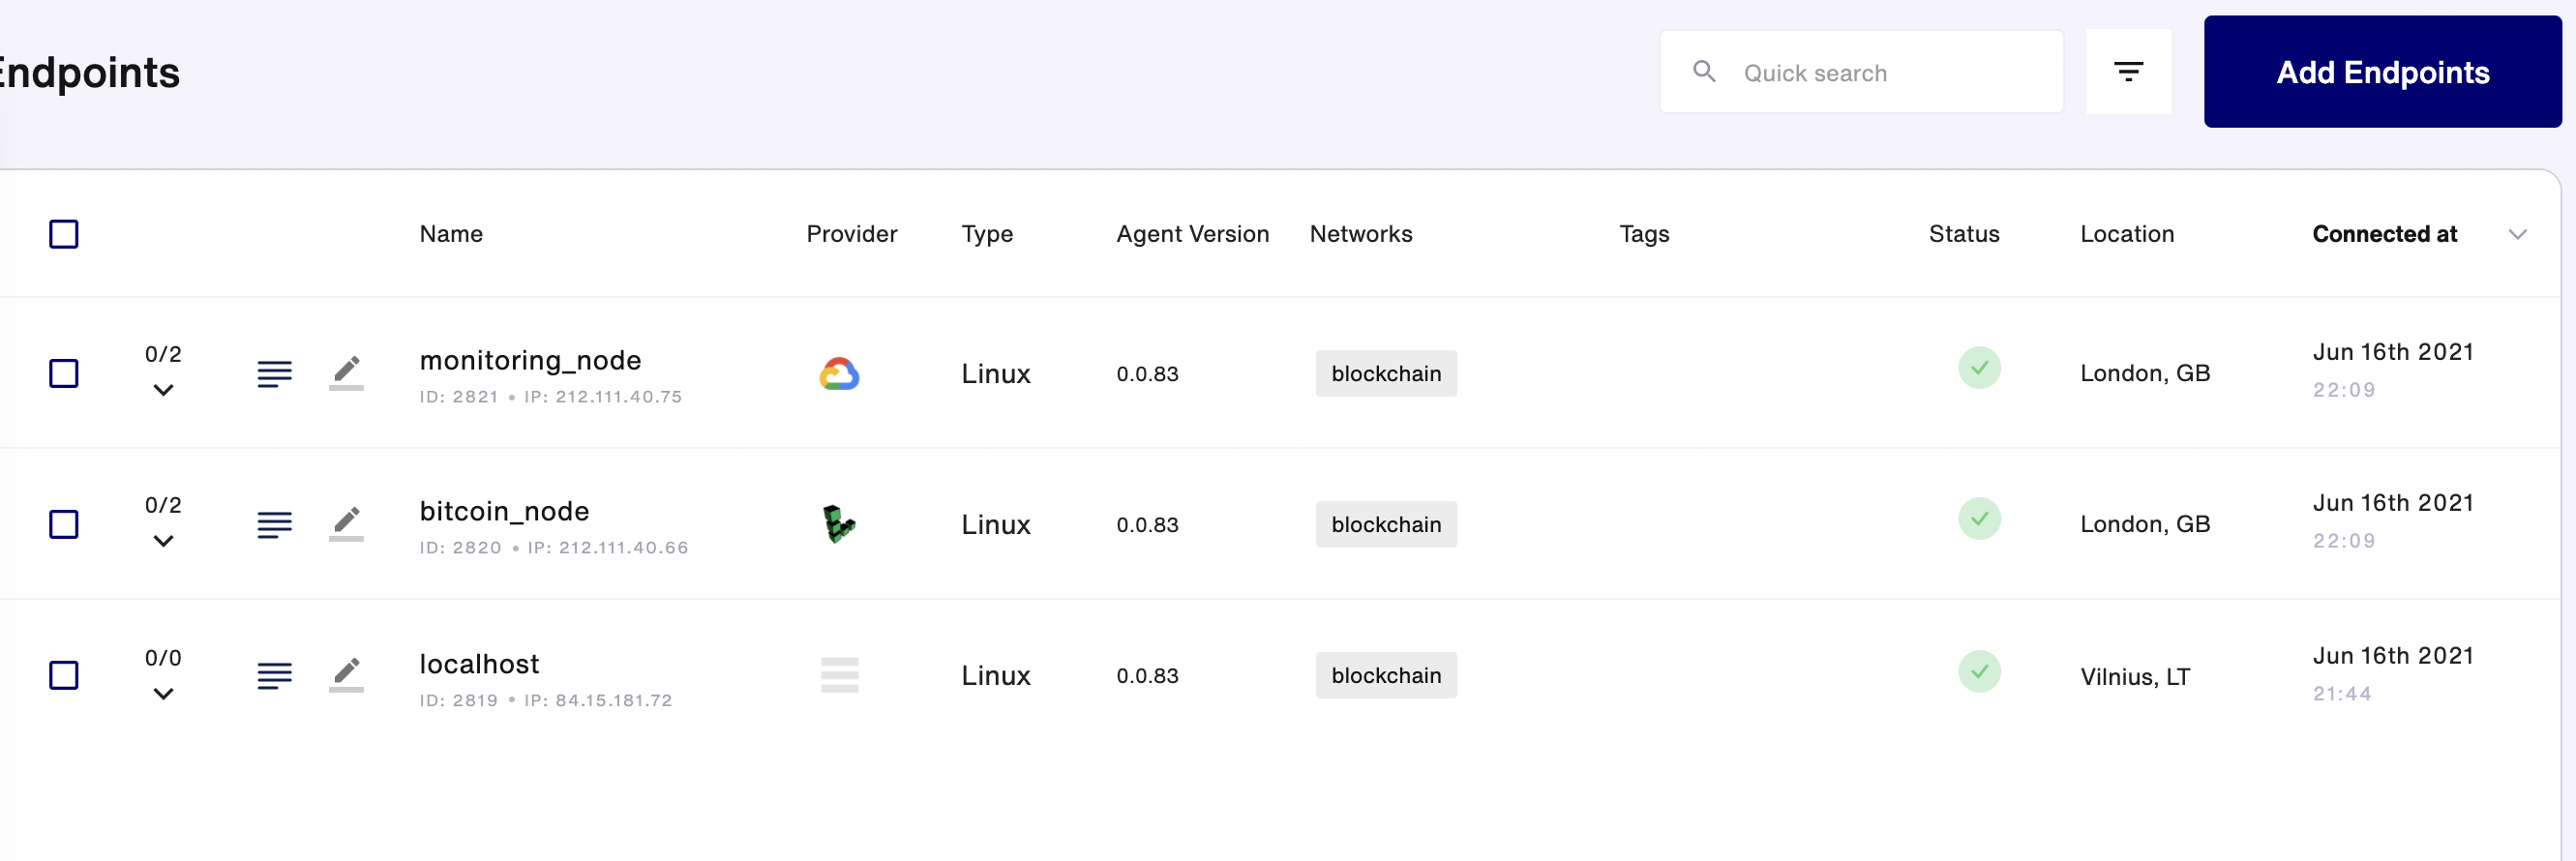 Endpoints
Quick search
Add Endpoints
Name Provider Type Agent Version Networks Tags Status Location Connected at
0/2 monitoring_node Linux 0.0.83 blockchain London, GB Jun 16th 2021
ID: 2821 • IP: 212.111.40.75 22:09
0/2 bitcoin_node Linux 0.0.83 blockchain London, GB Jun 16th 2021
ID: 2820 • IP: 212.111.40.66 22:09
0/0 localhost Linux 0.0.83 blockchain Vilnius, LT Jun 16th 2021
ID: 2819 • IP: 84.15.181.72 21:44